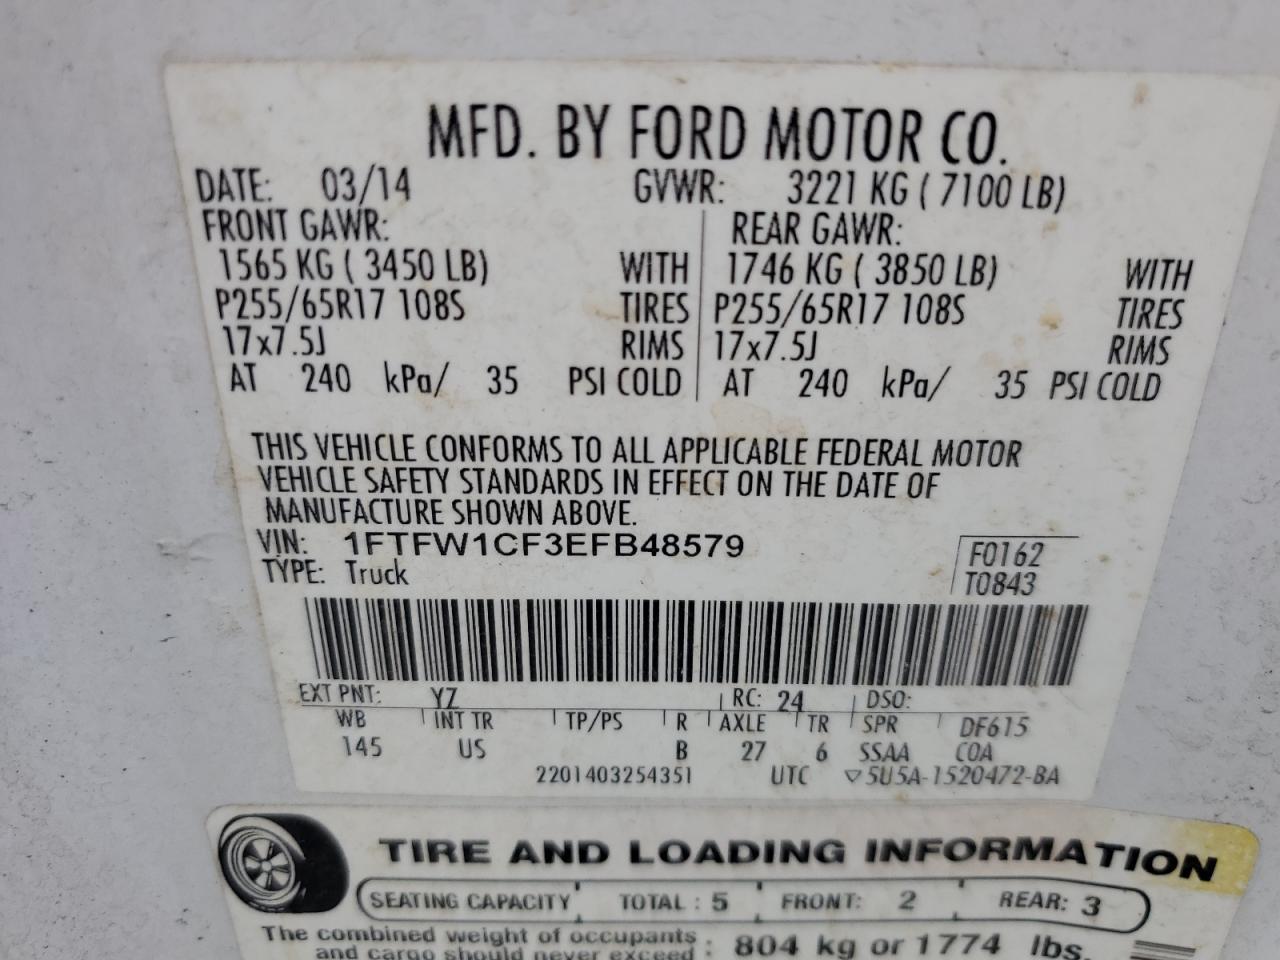 MFD. BY FORD MOTOR CO.
DATE: 03/14 GVWR: 3221 KG ( 7100 LB)
FRONT GAWR: REAR GAWR:
1565 KG ( 3450 LB) WITH 1746 KG ( 3850 LB) WITH
P255/65R17 108S TIRES P255/65R17 108S TIRES
17x7.5J RIMS 17x7.5J RIMS
AT 240 kPa/ 35 PSI COLD AT 240 kPa/ 35 PSI COLD
THIS VEHICLE CONFORMS TO ALL APPLICABLE FEDERAL MOTOR
VEHICLE SAFETY STANDARDS IN EFFECT ON THE DATE OF
MANUFACTURE SHOWN ABOVE.
VIN: 1FTFW1CF3EFB48579 F0162
TYPE: Truck T0843
EXT PNT: YZ RC: 24 DSO:
WB INT TR TP/PS R AXLE TR SPR DF615
145 US B 27 6 SSAA COA
2201403254351 UTC ▽5U5A-1520472-BA
TIRE AND LOADING INFORMATION
SEATING CAPACITY TOTAL : 5 FRONT: 2 REAR: 3
The combined weight of occupants
and cargo should never exceed : 804 kg or 1774 lbs.